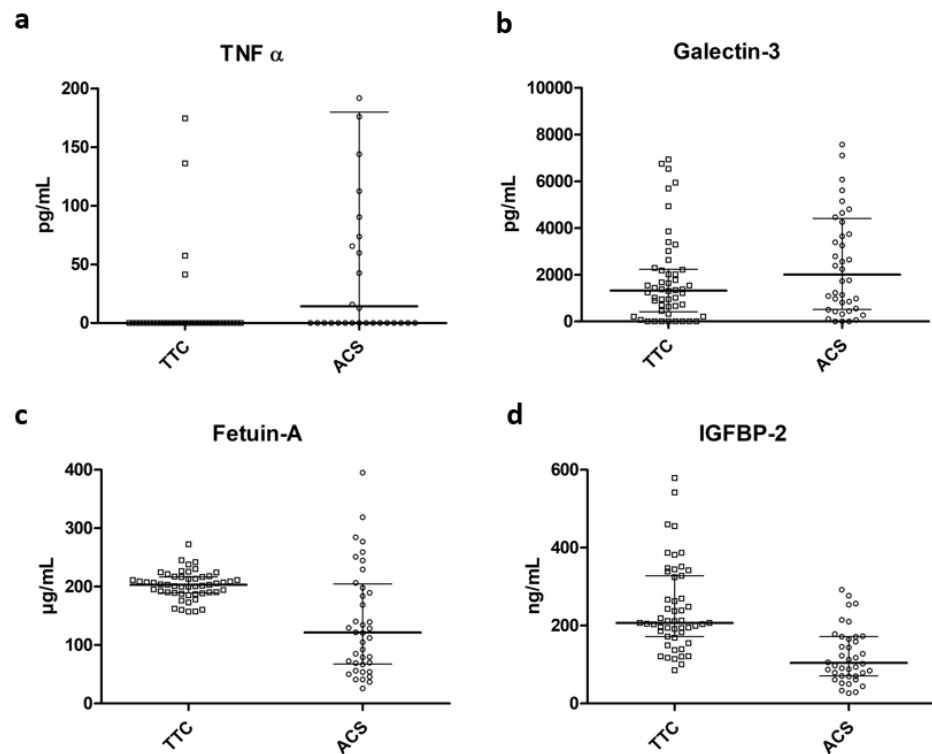 a
TNF α
pg/mL
200
150
100
50
0
TTC
ACS
b
Galectin-3
pg/mL
10000
8000
6000
4000
2000
0
TTC
ACS
c
Fetuin-A
µg/mL
400
300
200
100
0
TTC
ACS
d
IGFBP-2
ng/mL
600
400
200
0
TTC
ACS